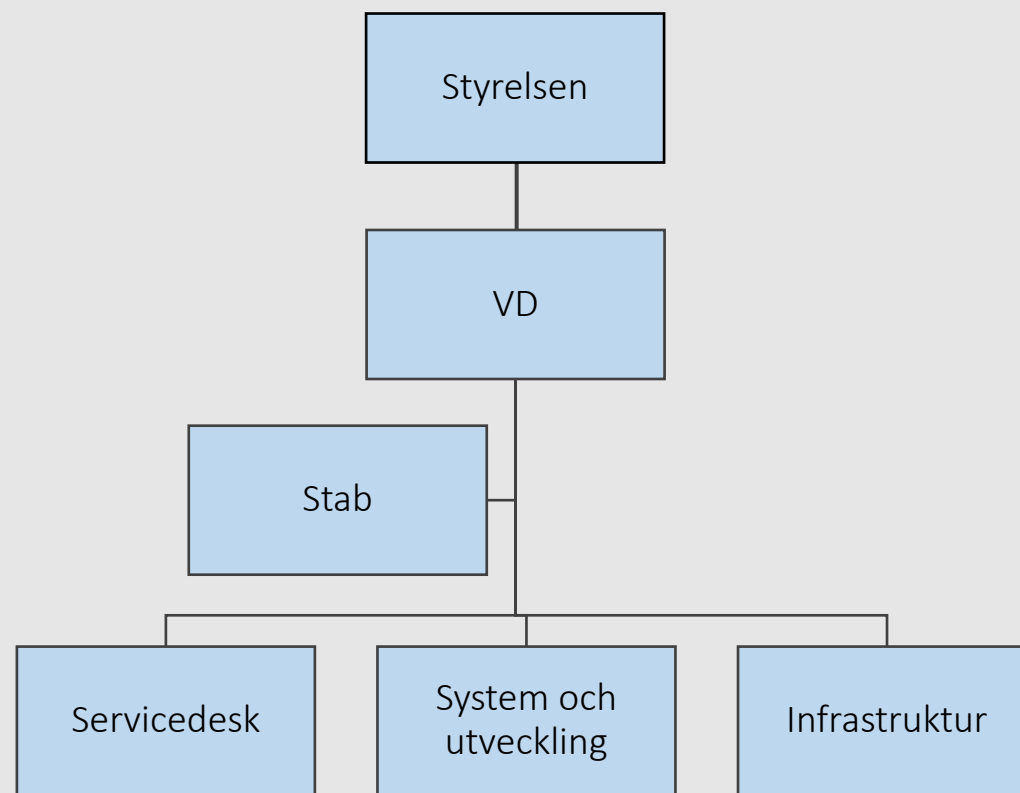 Styrelsen
VD
Stab
Servicedesk
System och
utveckling
Infrastruktur